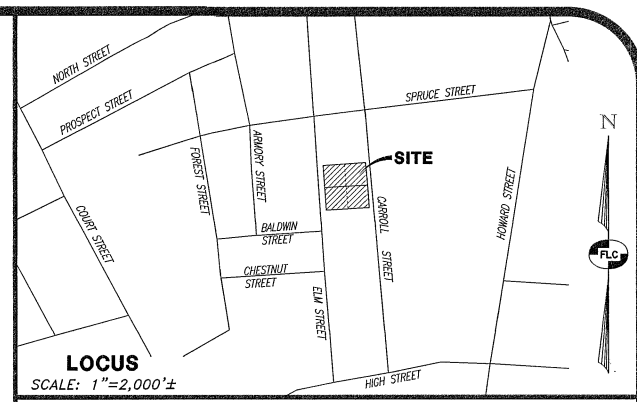 NORTH STREET
PROSPECT STREET
SPRUCE STREET
N
FOREST STREET
ARMORY STREET
SITE
COURT STREET
CARROLL STREET
HOWARD STREET
BALDWIN
STREET
FLC
CHESTNUT
STREET
ELM STREET
LOCUS
SCALE: 1"=2,000'±
HIGH STREET